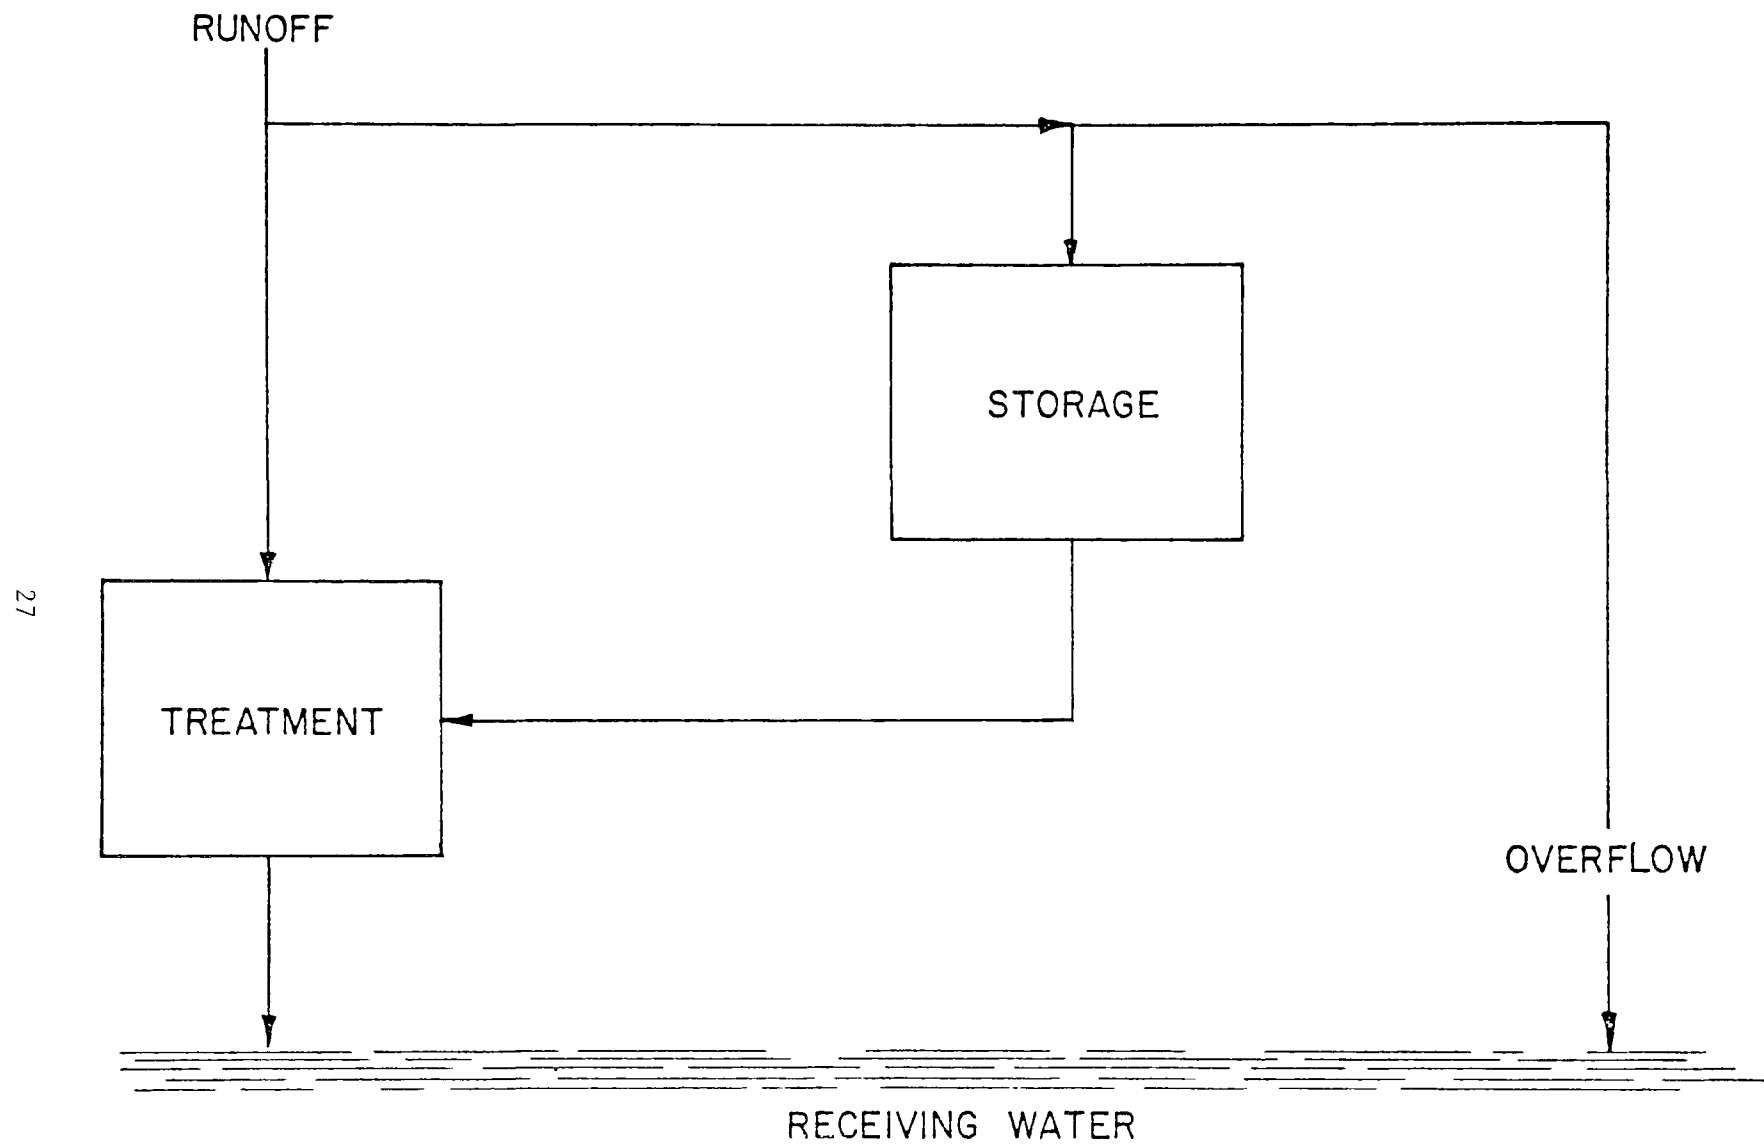 RUNOFF
STORAGE
27
TREATMENT
OVERFLOW
RECEIVING WATER